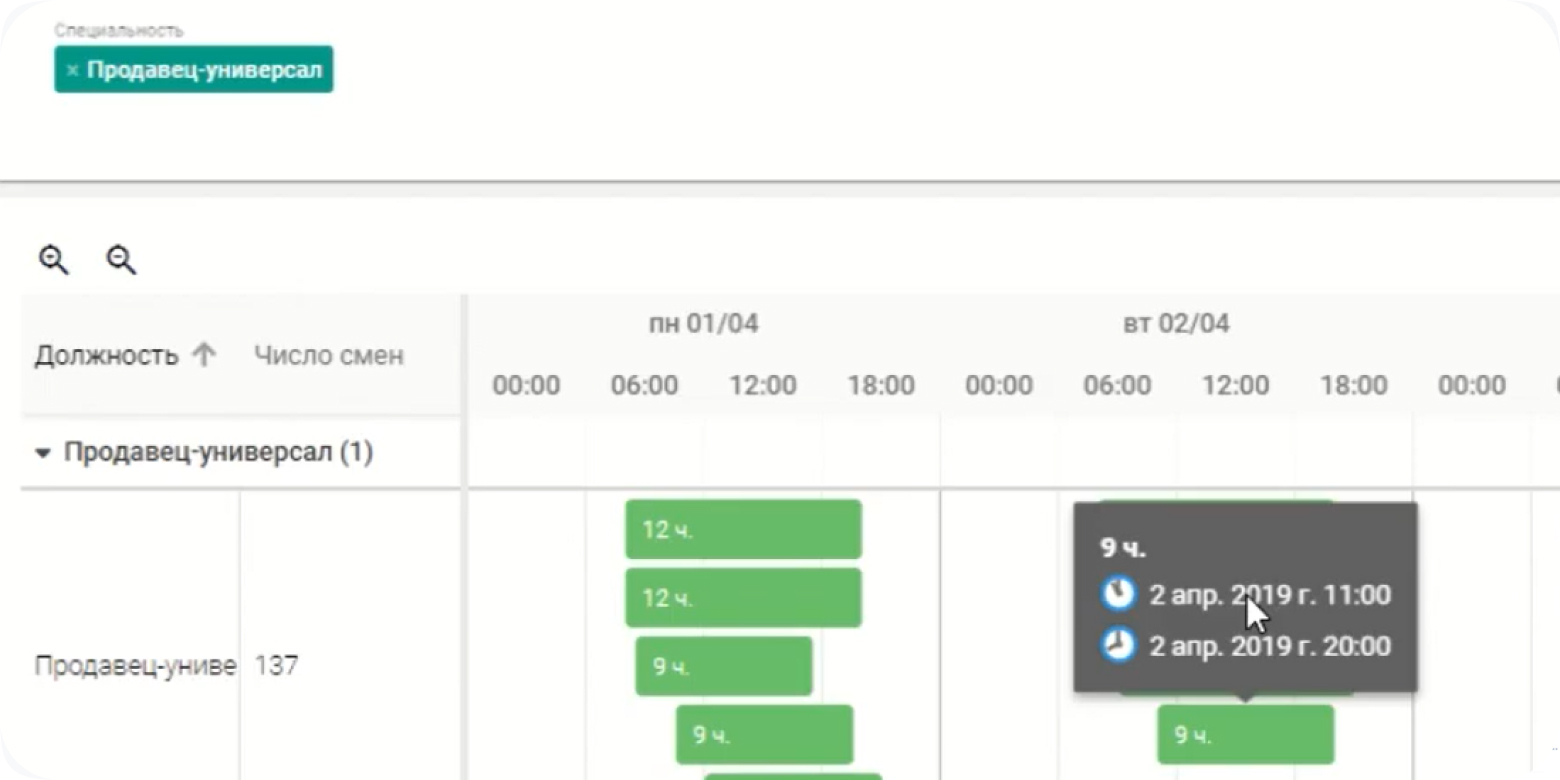 Специальность
× Продавец-универсал
пн 01/04 вт 02/04
Должность Число смен
00:00 06:00 12:00 18:00 00:00 06:00 12:00 18:00 00:00
Продавец-универсал (1)
12 ч.
9 ч.
12 ч.
2 апр. 2019 г. 11:00
2 апр. 2019 г. 20:00
Продавец-униве 137
9 ч.
9 ч. 9 ч.